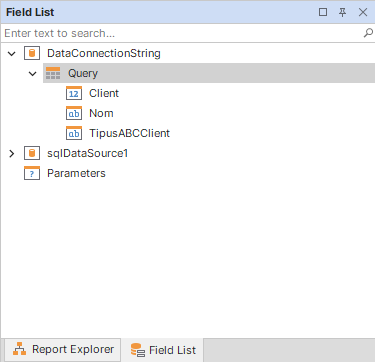 Field List
Enter text to search...
DataConnectionString
Query
12 Client
ab Nom
ab TipusABCClient
sqlDataSource1
? Parameters
Report Explorer Field List